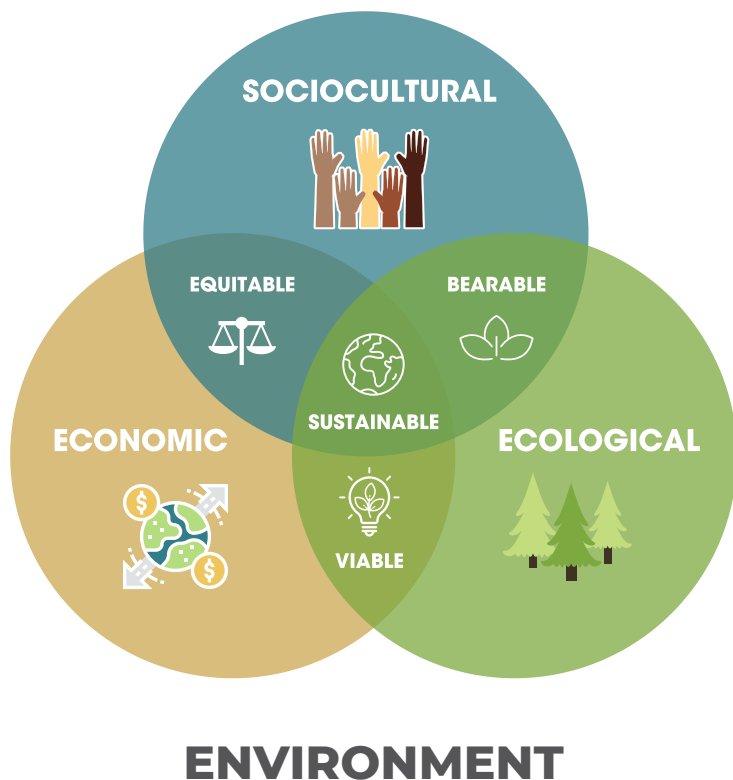 SOCIOCULTURAL
EQUITABLE
BEARABLE
SUSTAINABLE
ECONOMIC
ECOLOGICAL
$
$
VIABLE
ENVIRONMENT